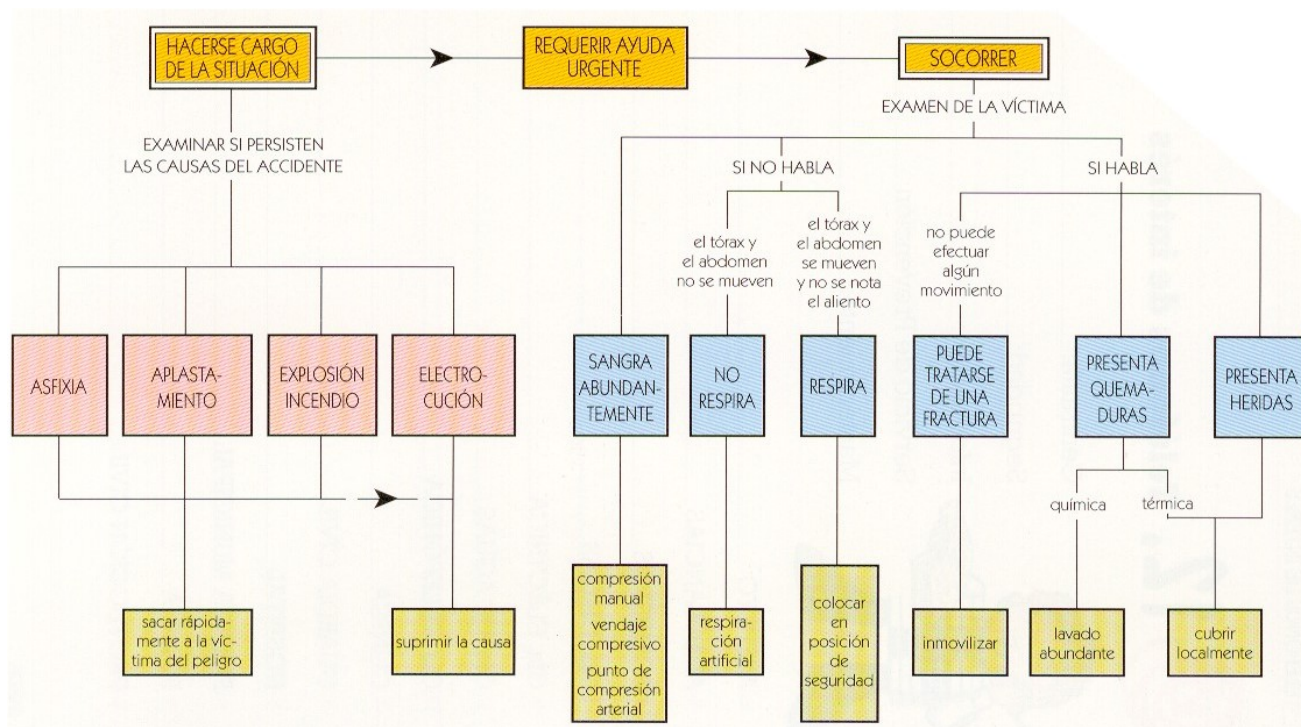 HACERSE CARGO
DE LA SITUACIÓN
REQUERIR AYUDA
URGENTE
SOCORRER
EXAMINAR SI PERSISTEN
LAS CAUSAS DEL ACCIDENTE
EXAMEN DE LA VÍCTIMA
SI NO HABLA
SI HABLA
el tórax y
el abdomen
no se mueven
el tórax y
el abdomen
se mueven
y no se nota
el aliento
no puede
efectuar
algún
movimiento
ASFIXIA
APLASTA-
MIENTO
EXPLOSIÓN
INCENDIO
ELECTRO-
CUCIÓN
SANGRA
ABUNDAN-
TEMENTE
NO
RESPIRA
RESPIRA
PUEDE
TRATARSE
DE UNA
FRACTURA
PRESENTA
QUEMA-
DURAS
PRESENTA
HERIDAS
química
térmica
sacar rápida-
mente a la víc-
tima del peligro
suprimir la causa
compresión
manual
vendaje
compresivo
punto de
compresión
arterial
respira-
ción
artificial
colocar
en
posición
de
seguridad
inmovilizar
lavado
abundante
cubrir
localmente